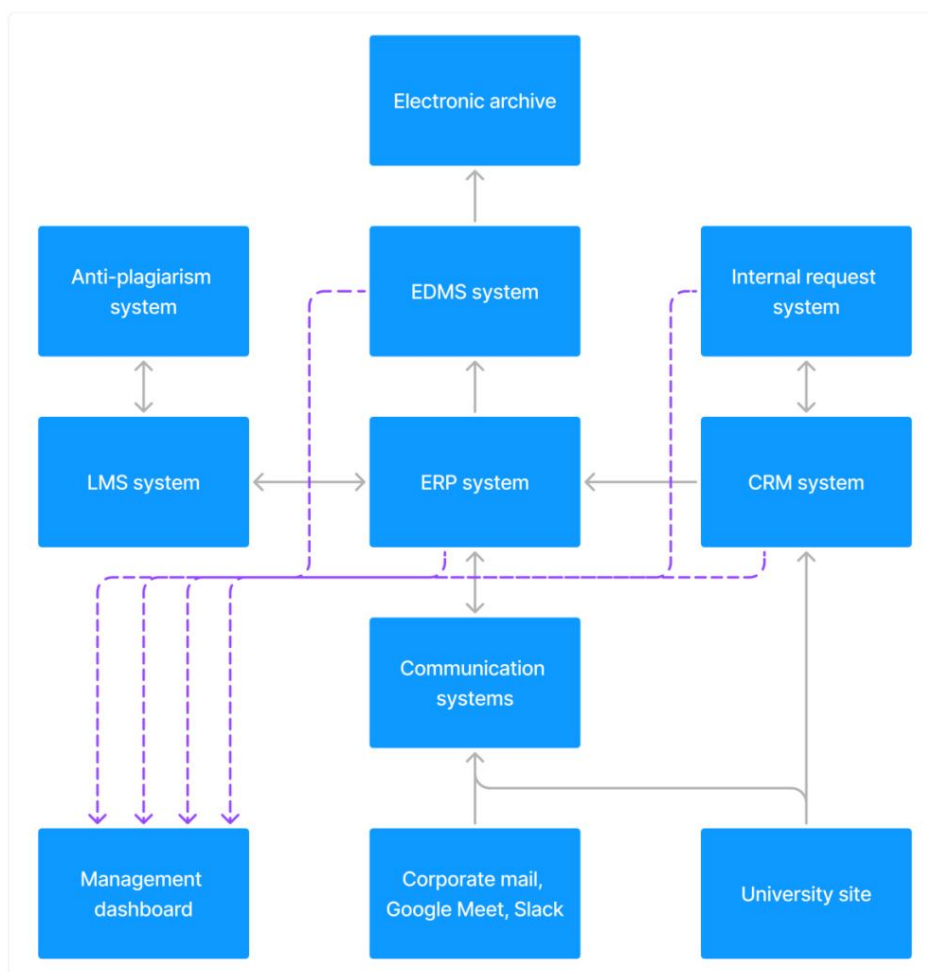 Electronic archive
Anti-plagiarism
system
EDMS system
Internal request
system
LMS system
ERP system
CRM system
Communication
systems
Management
dashboard
Corporate mail,
Google Meet, Slack
University site